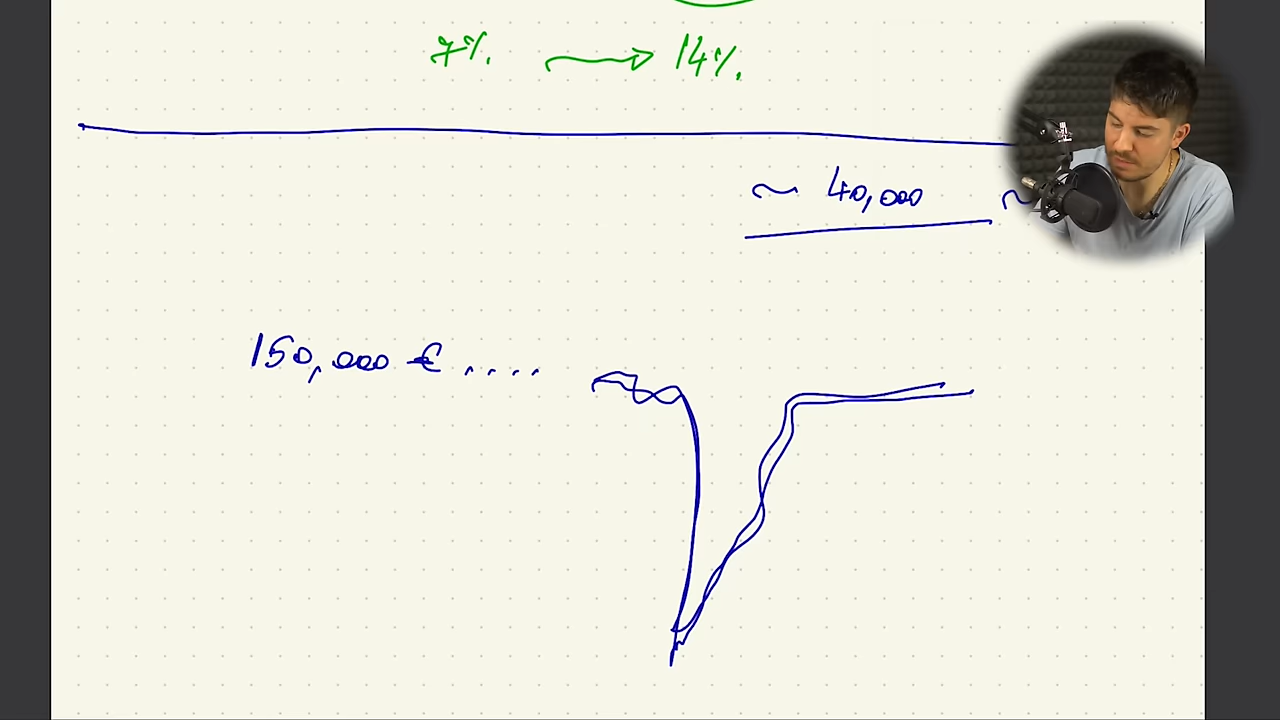 7% → 14%.
~ 40,000 ~
150,000 € ....